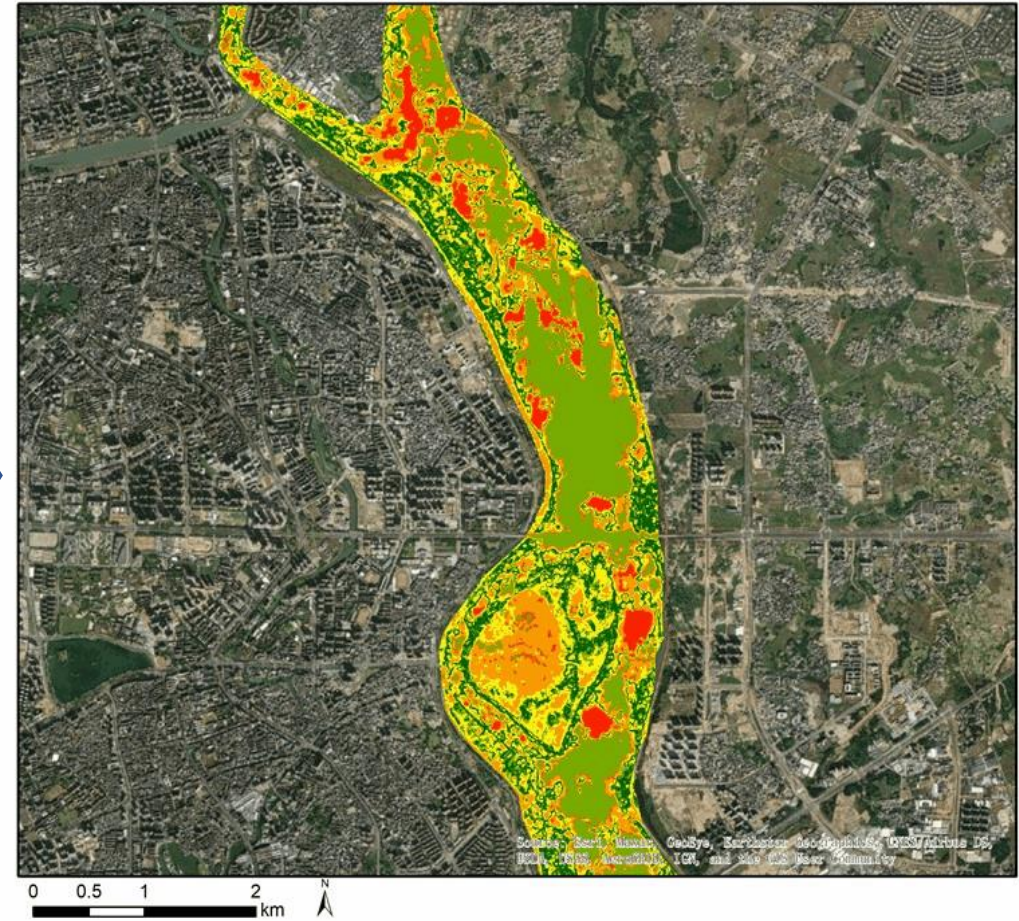 Source: Esri, Maxar, GeoEye, Earthstar Geographics, CNES/Airbus DS,
USDA, USGS, AeroGRID, IGN, and the GIS User Community
0 0.5 1 2
km
N